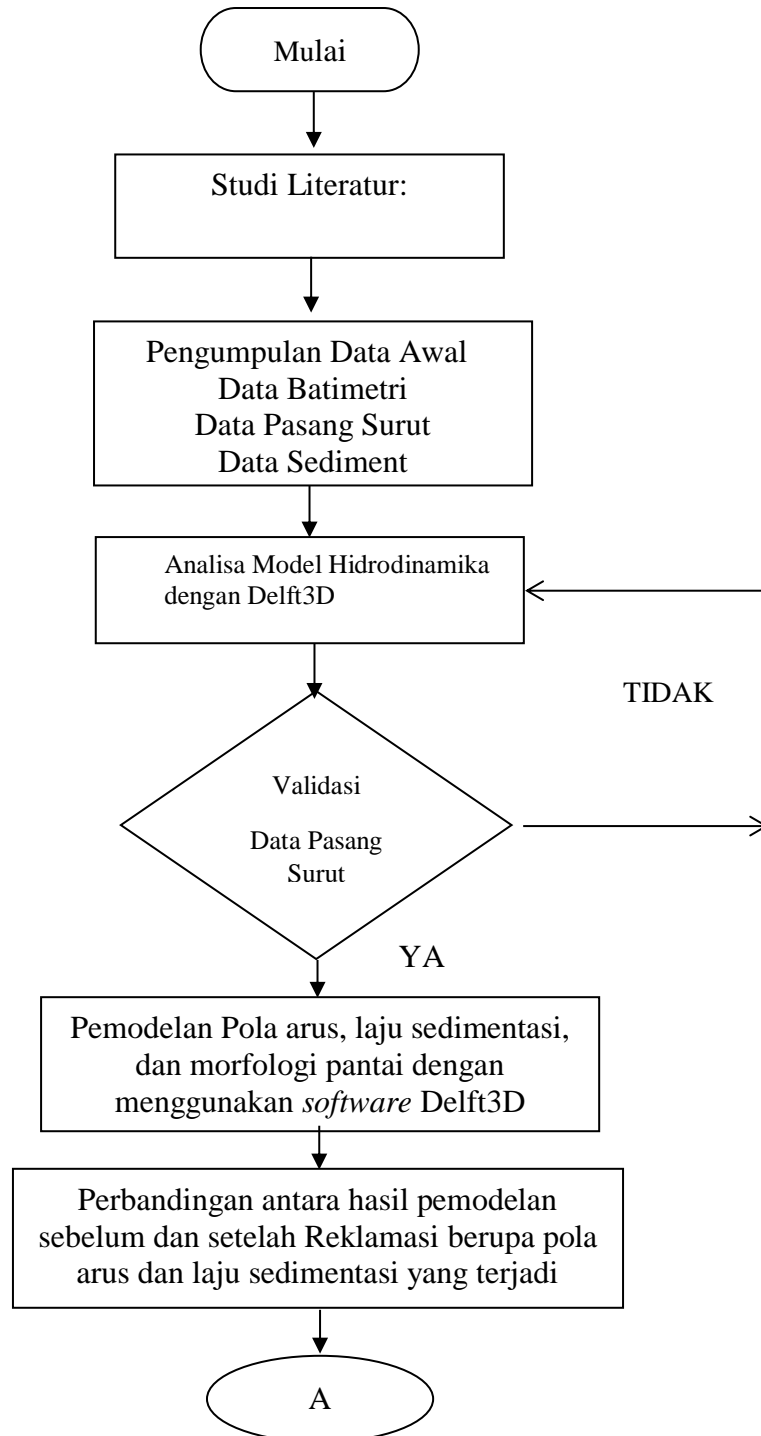 Mulai
Studi Literatur:
Pengumpulan Data Awal
Data Batimetri
Data Pasang Surut
Data Sediment
Analisa Model Hidrodinamika
dengan Delft3D
TIDAK
Validasi
Data Pasang
Surut
YA
Pemodelan Pola arus, laju sedimentasi,
dan morfologi pantai dengan
menggunakan software Delft3D
Perbandingan antara hasil pemodelan
sebelum dan setelah Reklamasi berupa pola
arus dan laju sedimentasi yang terjadi
A